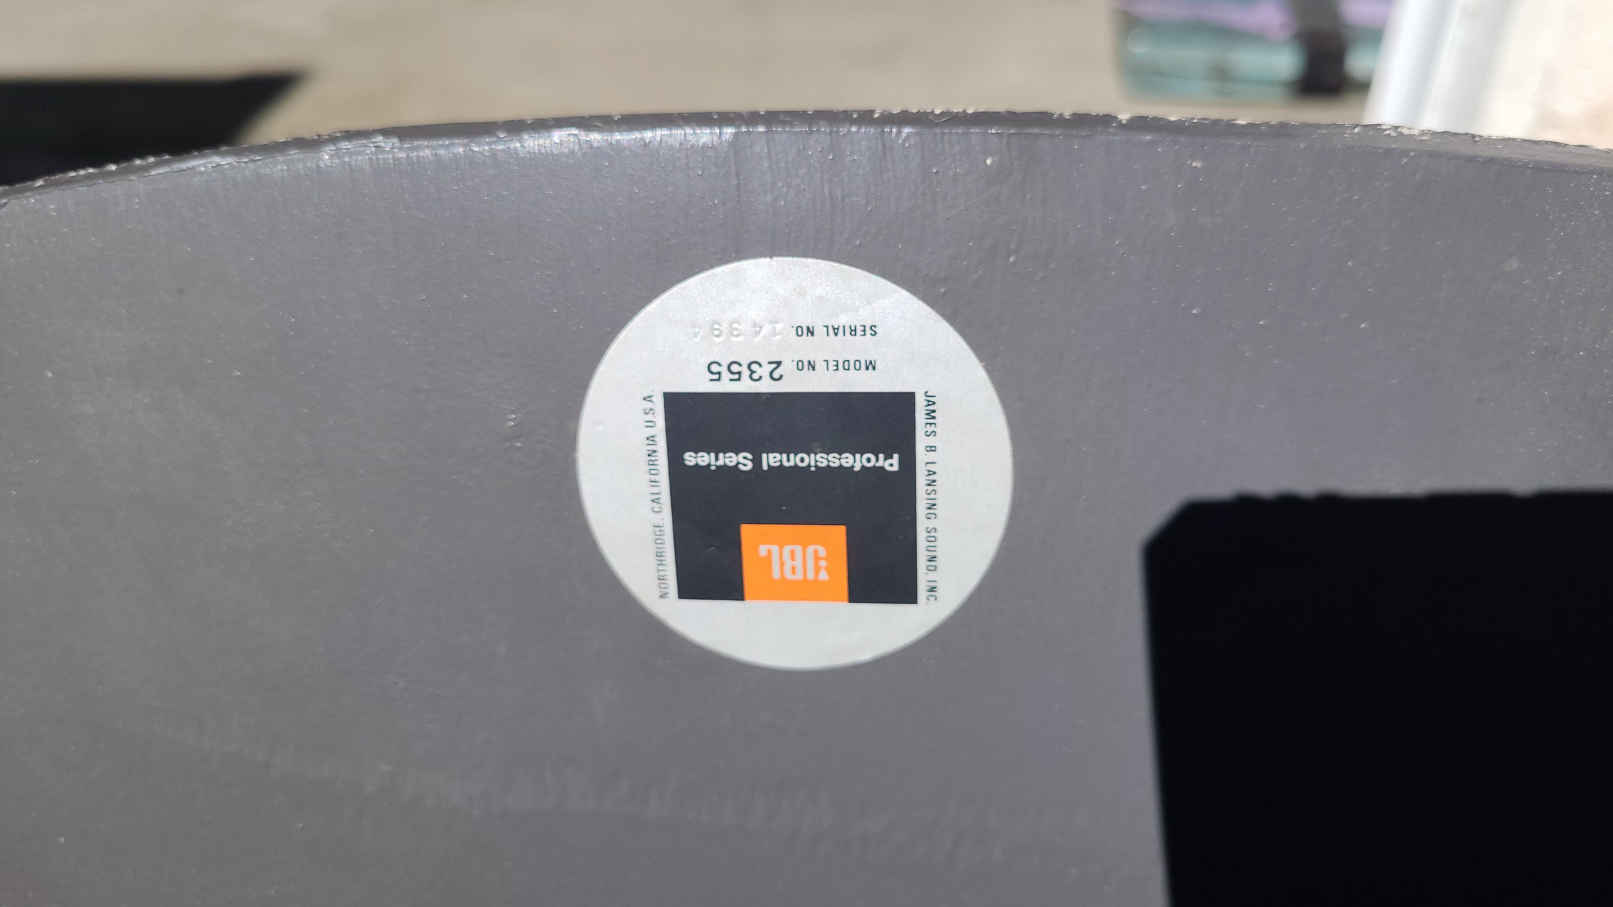 JBL
Professional Series
JAMES B. LANSING SOUND, INC.
NORTHRIDGE, CALIFORNIA U.S.A.
MODEL NO. 2355
SERIAL NO. 14394